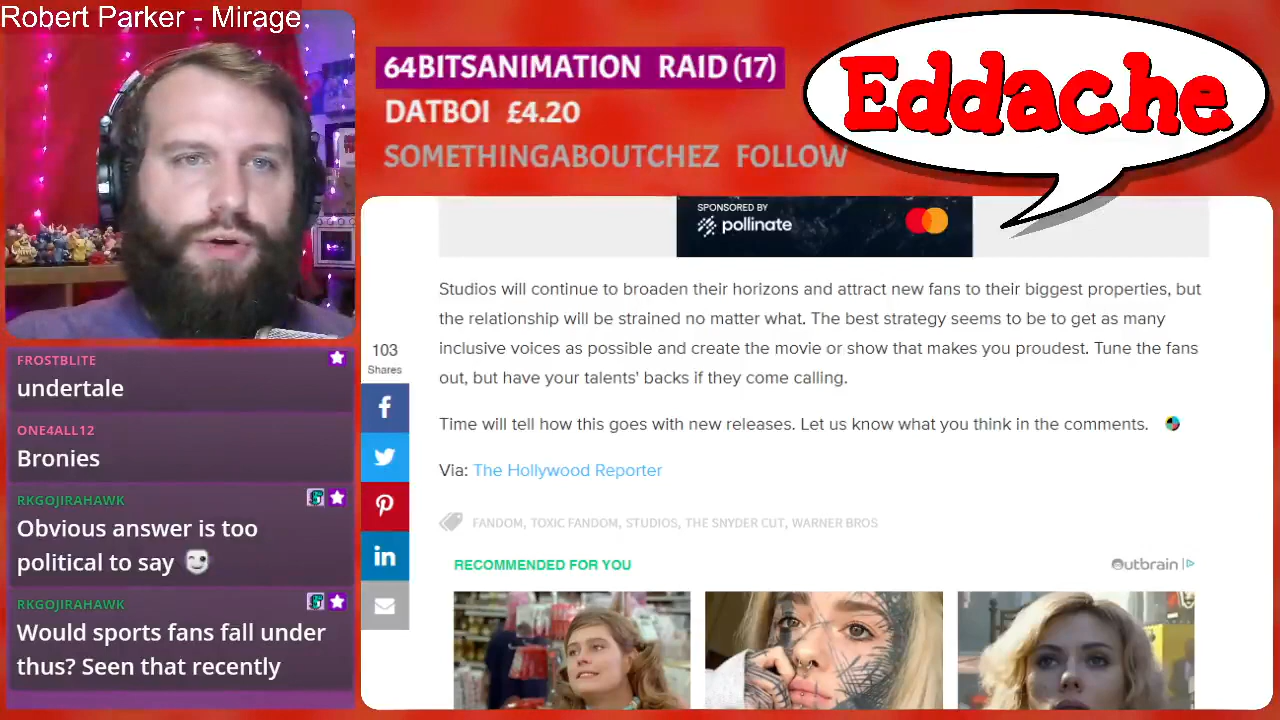 Robert Parker - Mirage.
64BITSANIMATION RAID (17)
DATBOI £4.20
SOMETHINGABOUTCHEZ FOLLOW
Eddache
SPONSORED BY
pollinate
Studios will continue to broaden their horizons and attract new fans to their biggest properties, but
the relationship will be strained no matter what. The best strategy seems to be to get as many
inclusive voices as possible and create the movie or show that makes you proudest. Tune the fans
out, but have your talents' backs if they come calling.
Time will tell how this goes with new releases. Let us know what you think in the comments.
Via: The Hollywood Reporter
FANDOM, TOXIC FANDOM, STUDIOS, THE SNYDER CUT, WARNER BROS
RECOMMENDED FOR YOU
Outbrain
103
Shares
FROSTBLITE
undertale
ONE4ALL12
Bronies
RKGOJIRAHAWK
Obvious answer is too
political to say
RKGOJIRAHAWK
Would sports fans fall under
thus? Seen that recently